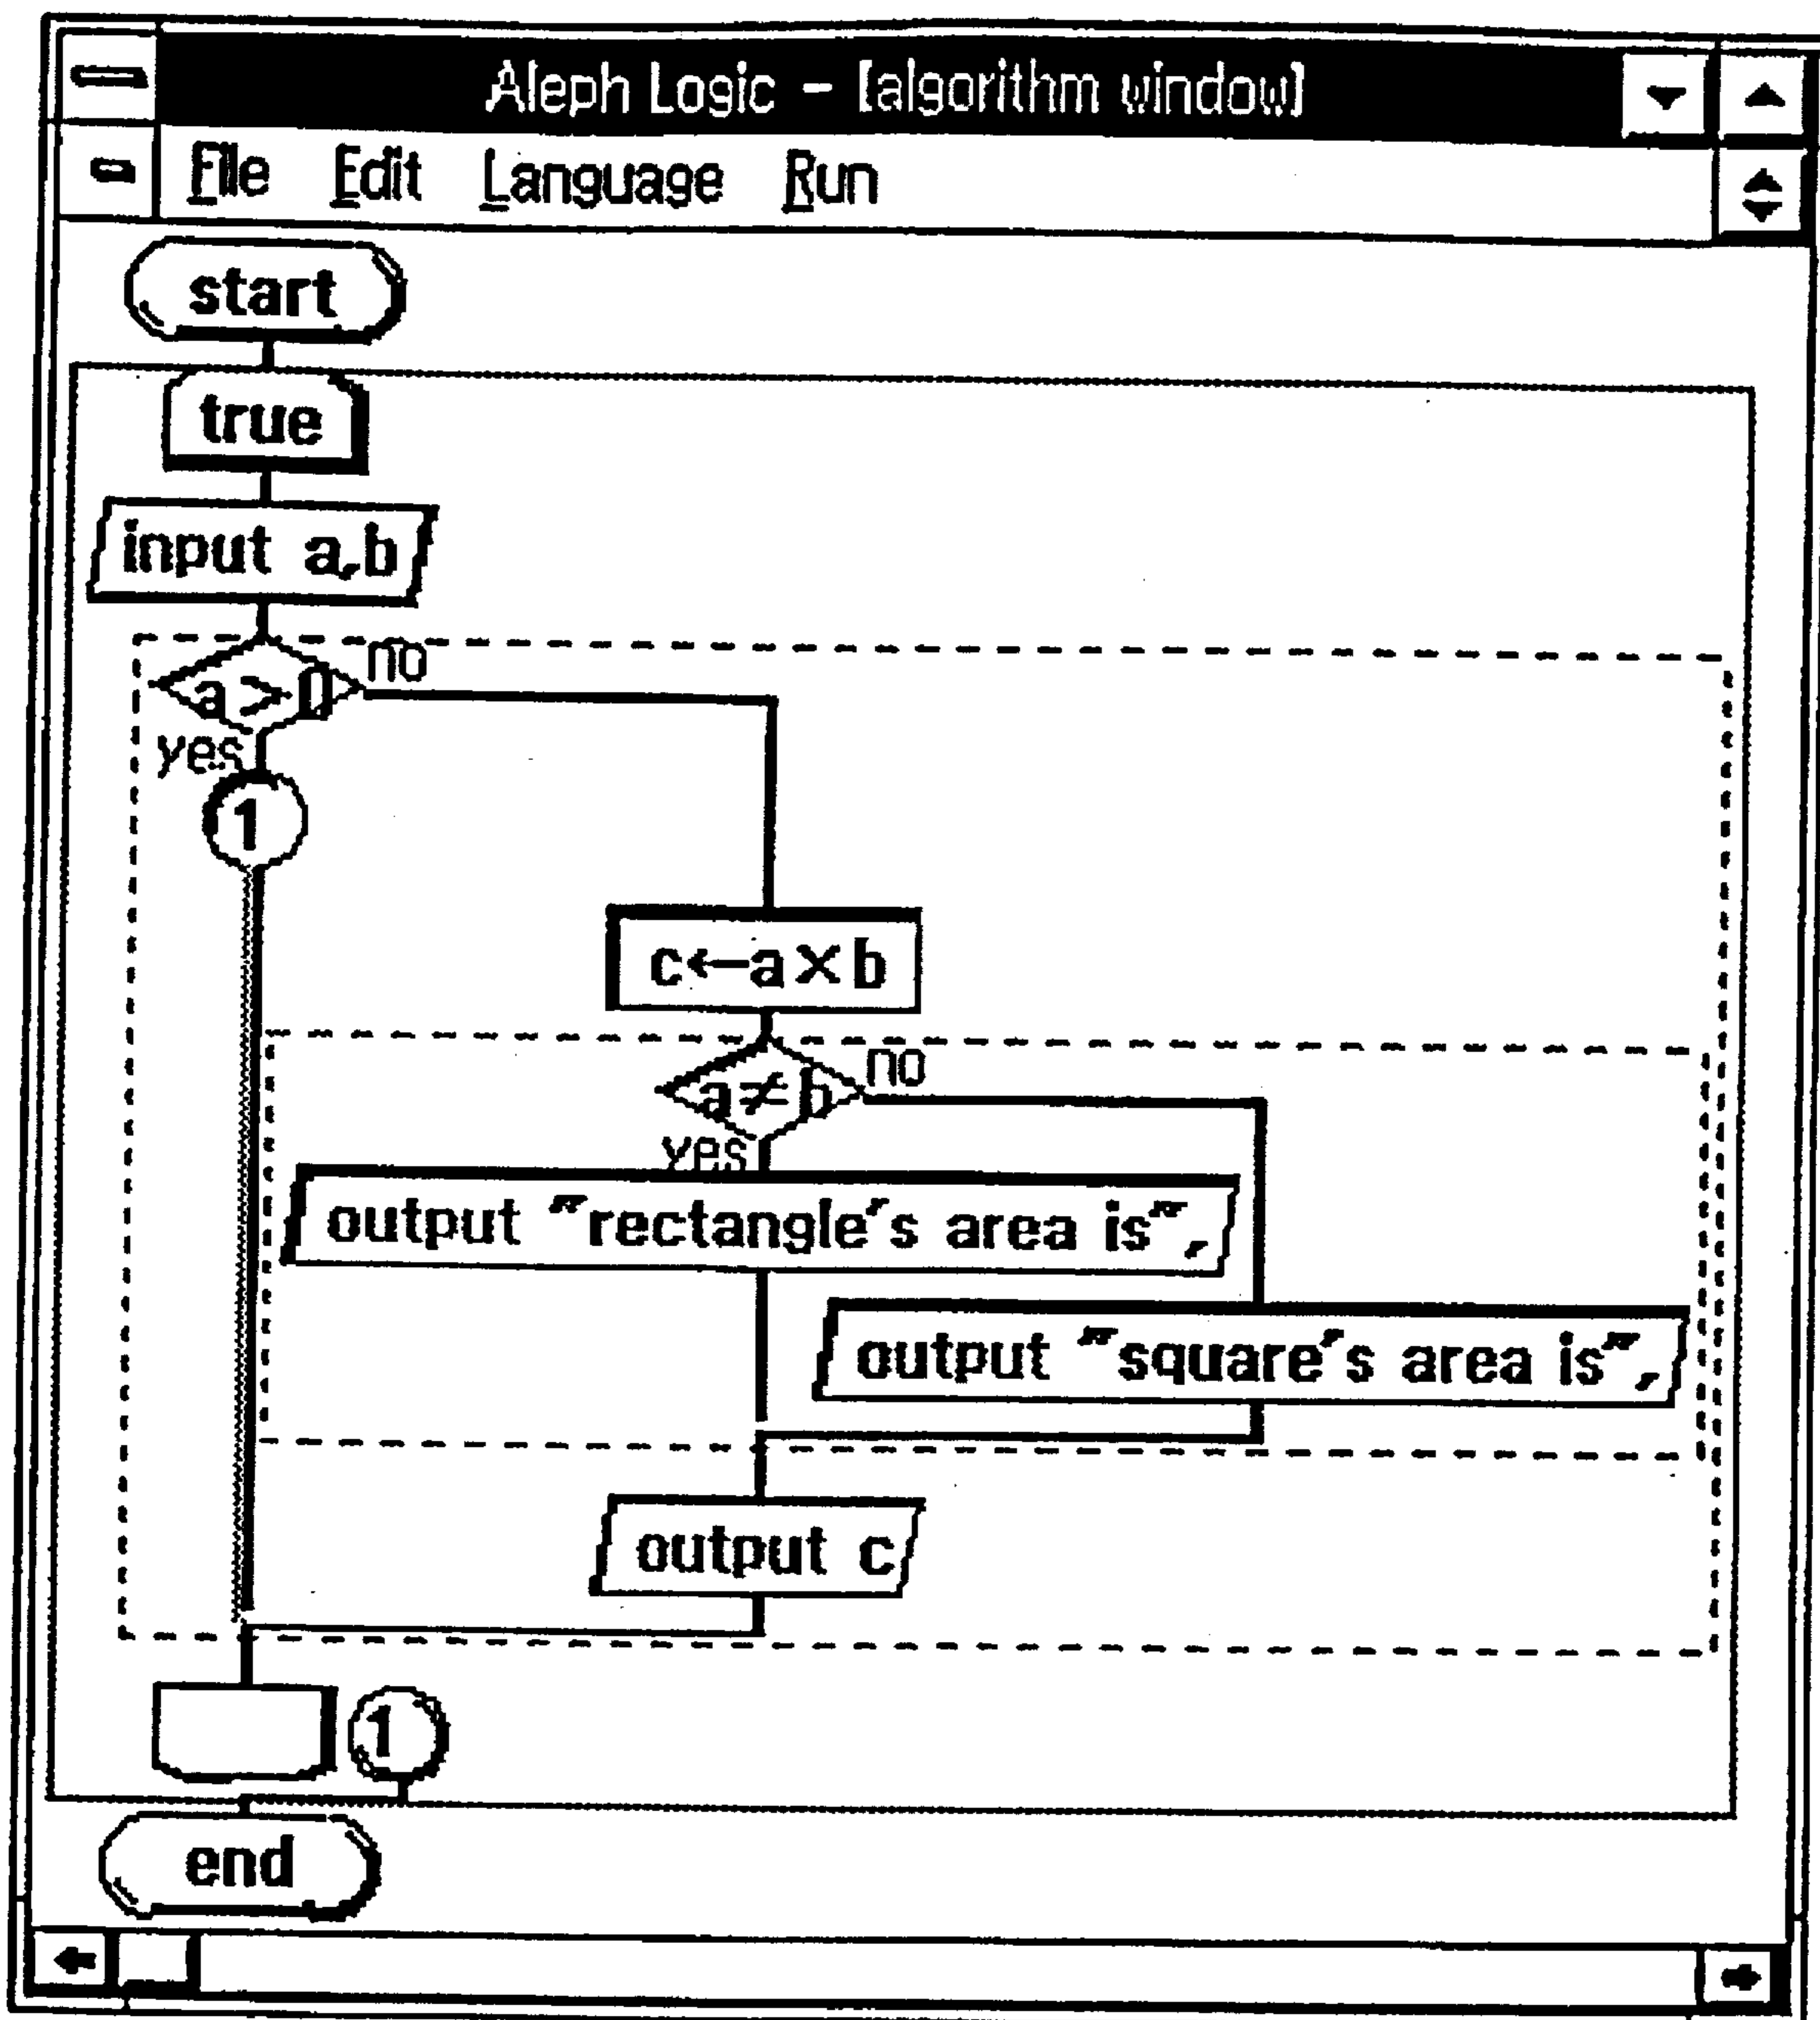 Aleph Logic - [algorithm window]
File Edit Language Run
start
true
input a,b
a > 0
no
yes
1
c←a×b
a≠b
no
yes
output "rectangle's area is",
output "square's area is",
output c
1
end